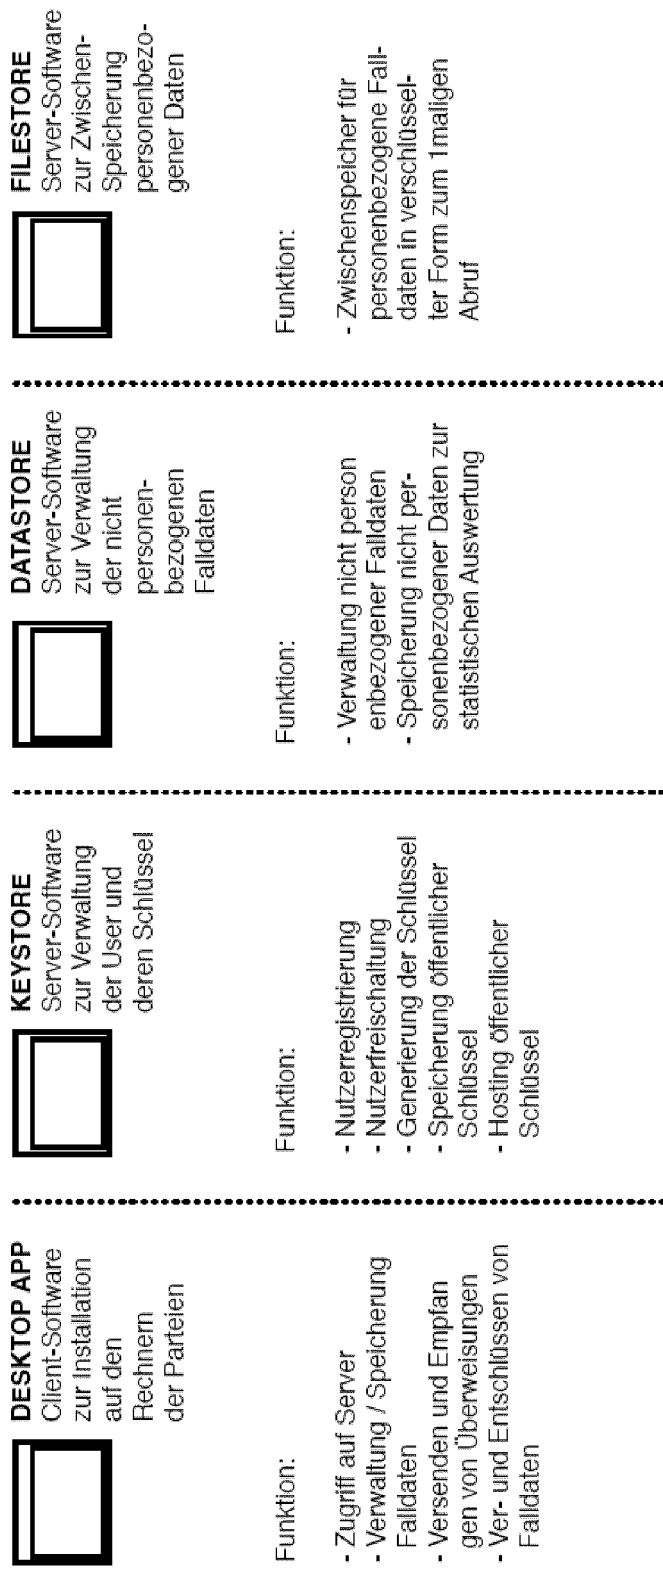 DESKTOP APP
Client-Software
zur Installation
auf den
Rechnern
der Parteien
Funktion:
- Zugriff auf Server
- Verwaltung / Speicherung
Falldaten
- Versenden und Empfan
gen von Überweisungen
- Ver- und Entschlüssen von
Falldaten
KEYSTORE
Server-Software
zur Verwaltung
der User und
deren Schlüssel
Funktion:
- Nutzerregistrierung
- Nutzerfreischaltung
- Generierung der Schlüssel
- Speicherung öffentlicher
Schlüssel
- Hosting öffentlicher
Schlüssel
DATASTORE
Server-Software
zur Verwaltung
der nicht
personen-
bezogenen
Falldaten
Funktion:
- Verwaltung nicht person
enbezogener Falldaten
- Speicherung nicht per-
sonenbezogener Daten zur
statistischen Auswertung
FILESTORE
Server-Software
zur Zwischen-
Speicherung
personenbezo-
gener Daten
Funktion:
- Zwischenspeicher für
personenbezogene Fall-
daten in verschlüssel-
ter Form zum 1maligen
Abruf